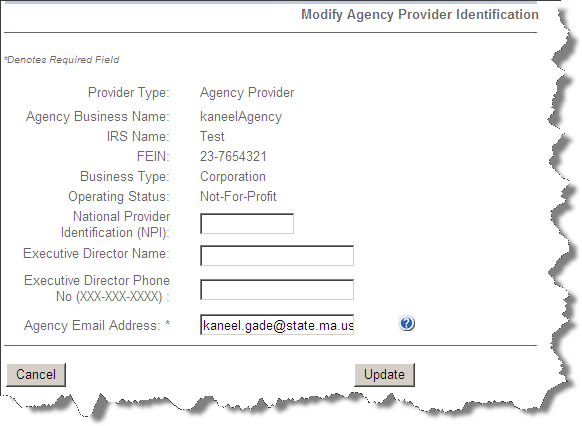 Modify Agency Provider Identification
*Denotes Required Field
Provider Type: Agency Provider
Agency Business Name: kaneelAgency
IRS Name: Test
FEIN: 23-7654321
Business Type: Corporation
Operating Status: Not-For-Profit
National Provider
Identification (NPI):
Executive Director Name:
Executive Director Phone
No (XXX-XXX-XXXX) :
Agency Email Address: * kaneel.gade@state.ma.us ?
Cancel Update